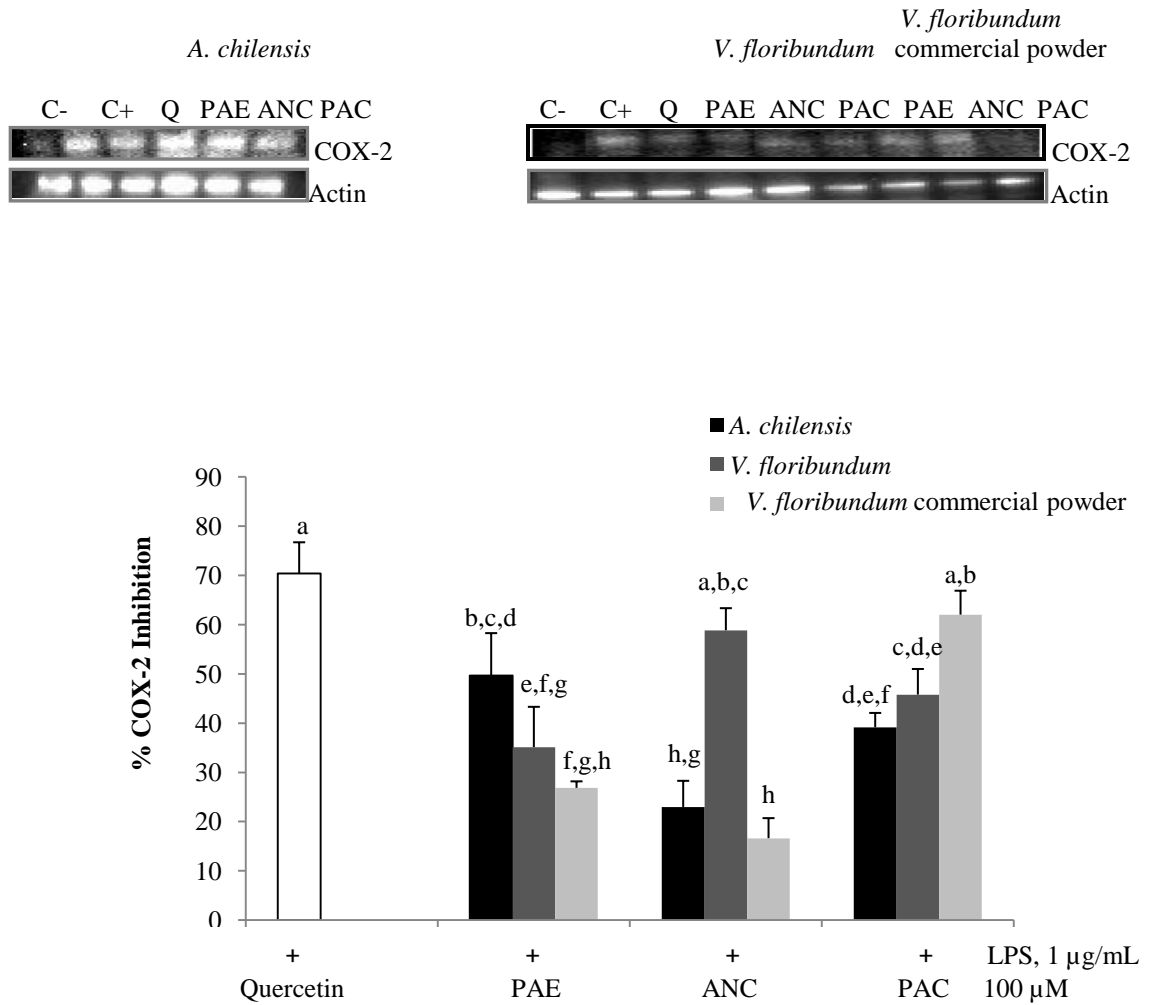 A. chilensis
C- C+ Q PAE ANC PAC
COX-2
Actin
V. floribundum
V. floribundum
commercial powder
C- C+ Q PAE ANC PAC PAE ANC PAC
COX-2
Actin
A. chilensis
V. floribundum
V. floribundum commercial powder
% COX-2 Inhibition
90
80
70
60
50
40
30
20
10
0
a
b,c,d
e,f,g
f,g,h
h,g
a,b,c
h
d,e,f
c,d,e
a,b
+ + + + LPS, 1 µg/mL
Quercetin PAE ANC PAC 100 µM